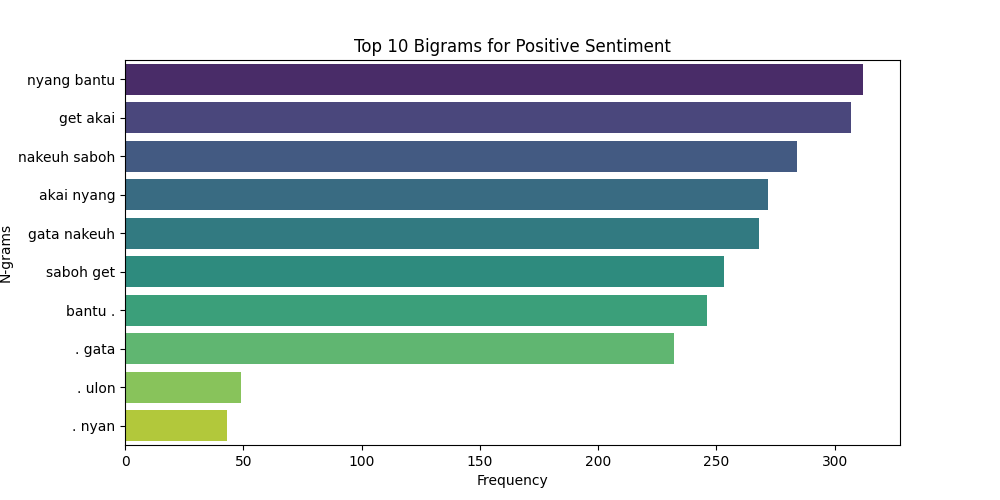 Top 10 Bigrams for Positive Sentiment
N-grams
nyang bantu
get akai
nakeuh saboh
akai nyang
gata nakeuh
saboh get
bantu .
. gata
. ulon
. nyan
0 50 100 150 200 250 300
Frequency